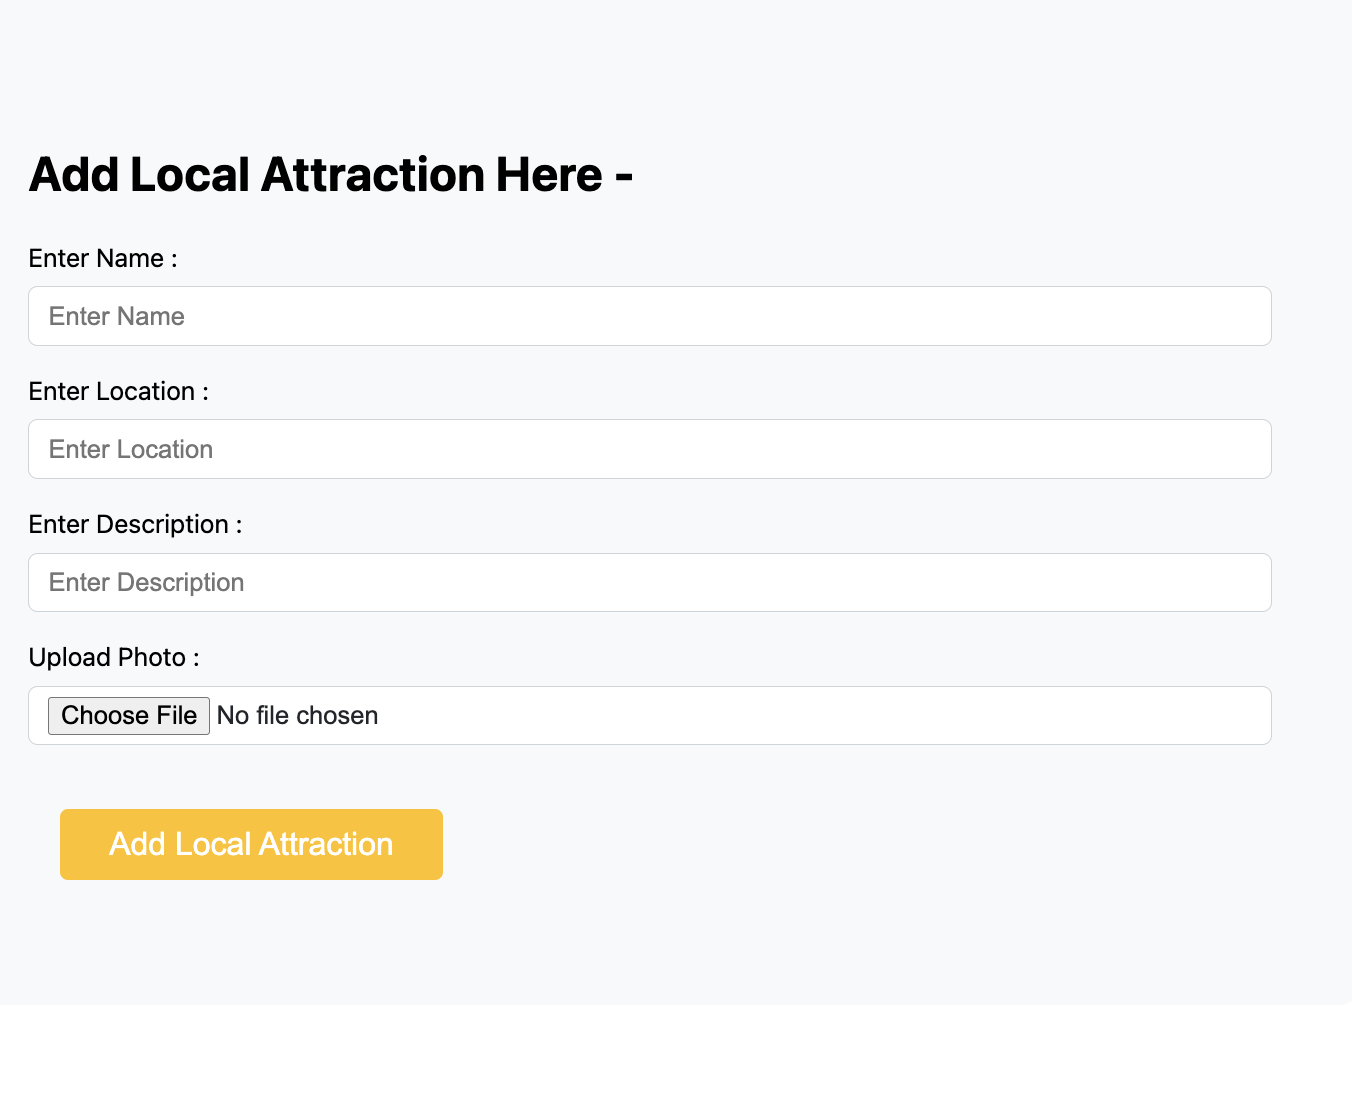 Add Local Attraction Here -
Enter Name :
Enter Name
Enter Location :
Enter Location
Enter Description :
Enter Description
Upload Photo :
Choose File No file chosen
Add Local Attraction